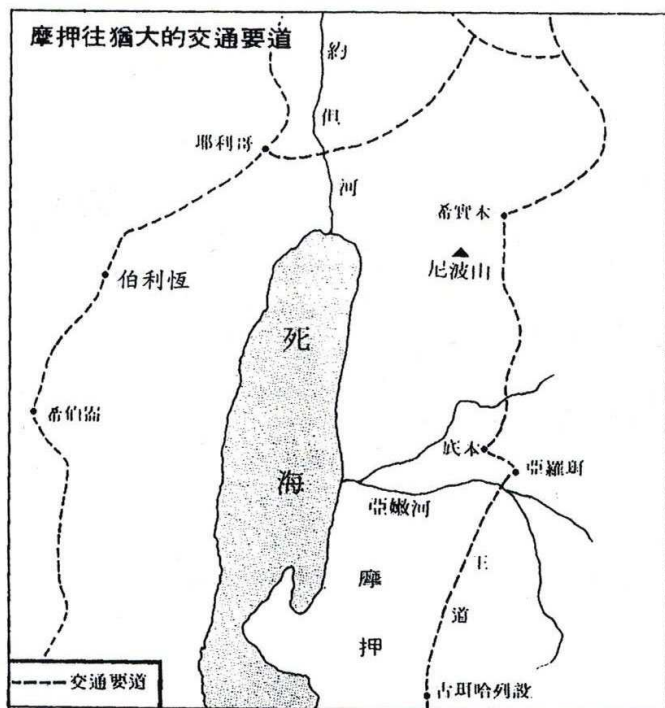 摩押往猶大的交通要道
約但河
耶利哥
希實本
尼波山
伯利恆
死海
希伯崙
底本
亞羅珥
亞嫩河
摩押
王道
吉珥哈列設
交通要道